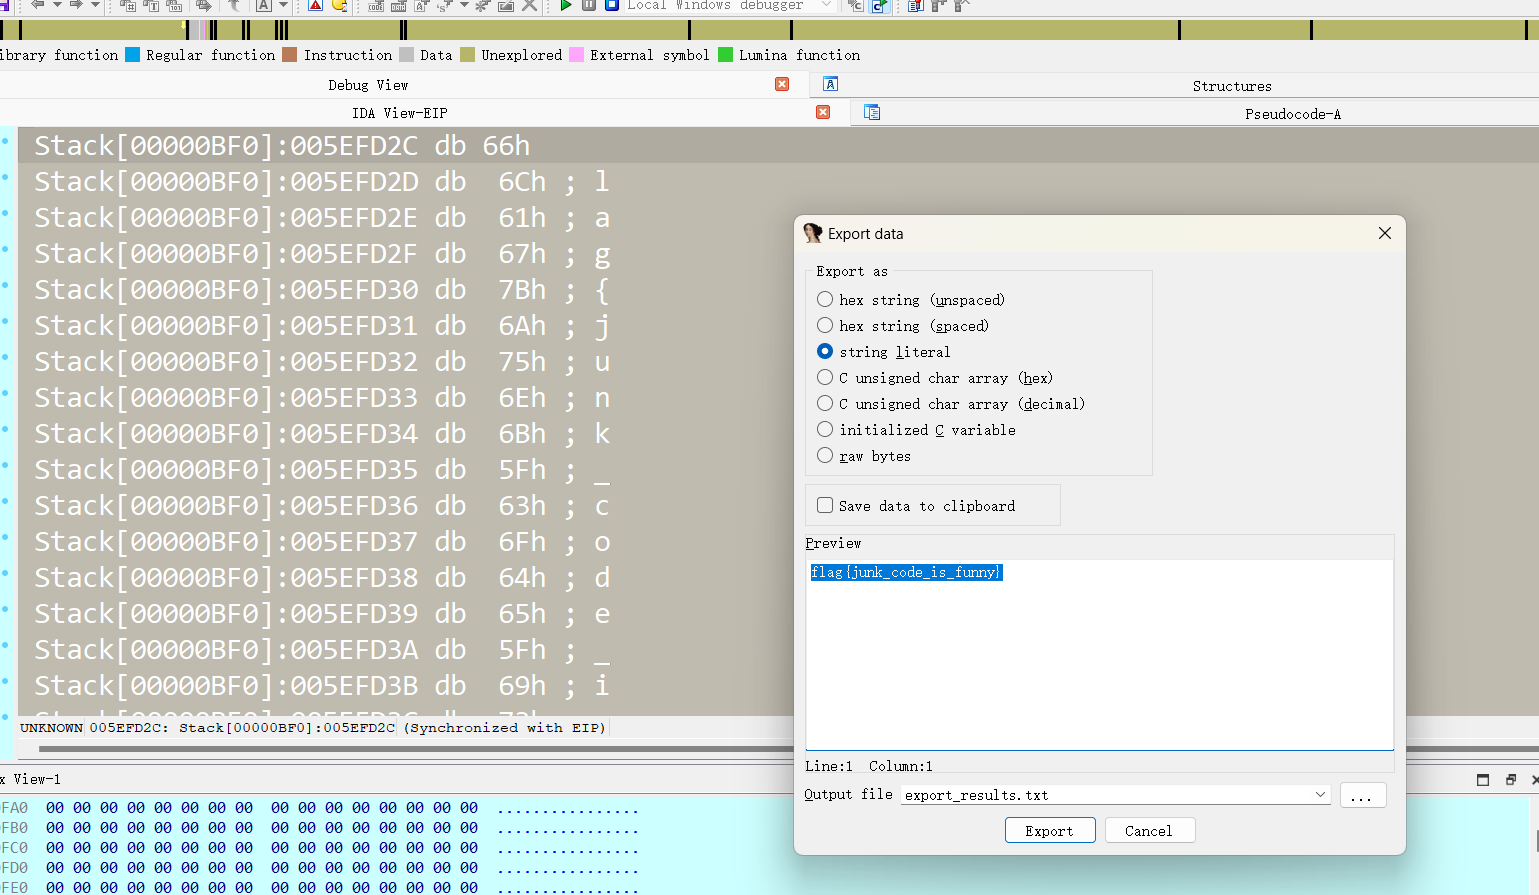 Local Windows debugger
ibrary function Regular function Instruction Data Unexplored External symbol Lumina function
Debug View
Structures
IDA View-EIP
Pseudocode-A
Stack[00000BF0]:005EFD2C db 66h
Stack[00000BF0]:005EFD2D db 6Ch ; l
Stack[00000BF0]:005EFD2E db 61h ; a
Stack[00000BF0]:005EFD2F db 67h ; g
Stack[00000BF0]:005EFD30 db 7Bh ; {
Stack[00000BF0]:005EFD31 db 6Ah ; j
Stack[00000BF0]:005EFD32 db 75h ; u
Stack[00000BF0]:005EFD33 db 6Eh ; n
Stack[00000BF0]:005EFD34 db 6Bh ; k
Stack[00000BF0]:005EFD35 db 5Fh ; _
Stack[00000BF0]:005EFD36 db 63h ; c
Stack[00000BF0]:005EFD37 db 6Fh ; o
Stack[00000BF0]:005EFD38 db 64h ; d
Stack[00000BF0]:005EFD39 db 65h ; e
Stack[00000BF0]:005EFD3A db 5Fh ; _
Stack[00000BF0]:005EFD3B db 69h ; i
UNKNOWN 005EFD2C: Stack[00000BF0]:005EFD2C (Synchronized with EIP)
x View-1
FA0 00 00 00 00 00 00 00 00 00 00 00 00 00 00 00 00 ................
FB0 00 00 00 00 00 00 00 00 00 00 00 00 00 00 00 00 ................
FC0 00 00 00 00 00 00 00 00 00 00 00 00 00 00 00 00 ................
FD0 00 00 00 00 00 00 00 00 00 00 00 00 00 00 00 00 ................
FE0 00 00 00 00 00 00 00 00 00 00 00 00 00 00 00 00 ................
Export data
Export as
hex string (unspaced)
hex string (spaced)
string literal
C unsigned char array (hex)
C unsigned char array (decimal)
initialized C variable
raw bytes
Save data to clipboard
Preview
flag{junk_code_is_funny}
Line:1 Column:1
Output file export_results.txt ...
Export Cancel